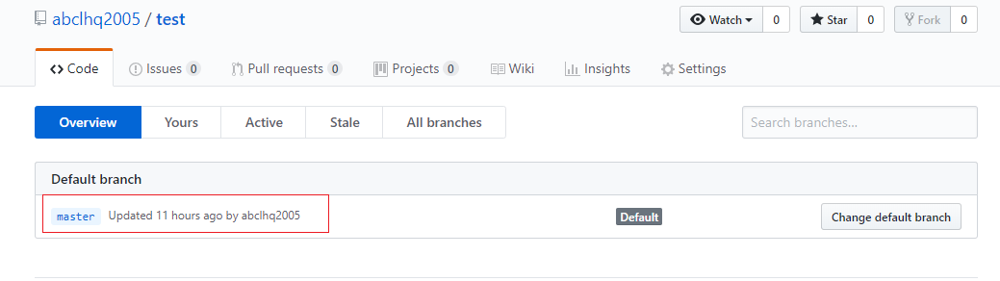 abclhq2005 / test
Watch 0 Star 0 Fork 0
Code Issues 0 Pull requests 0 Projects 0 Wiki Insights Settings
Overview Yours Active Stale All branches Search branches...
Default branch
master Updated 11 hours ago by abclhq2005 Default Change default branch